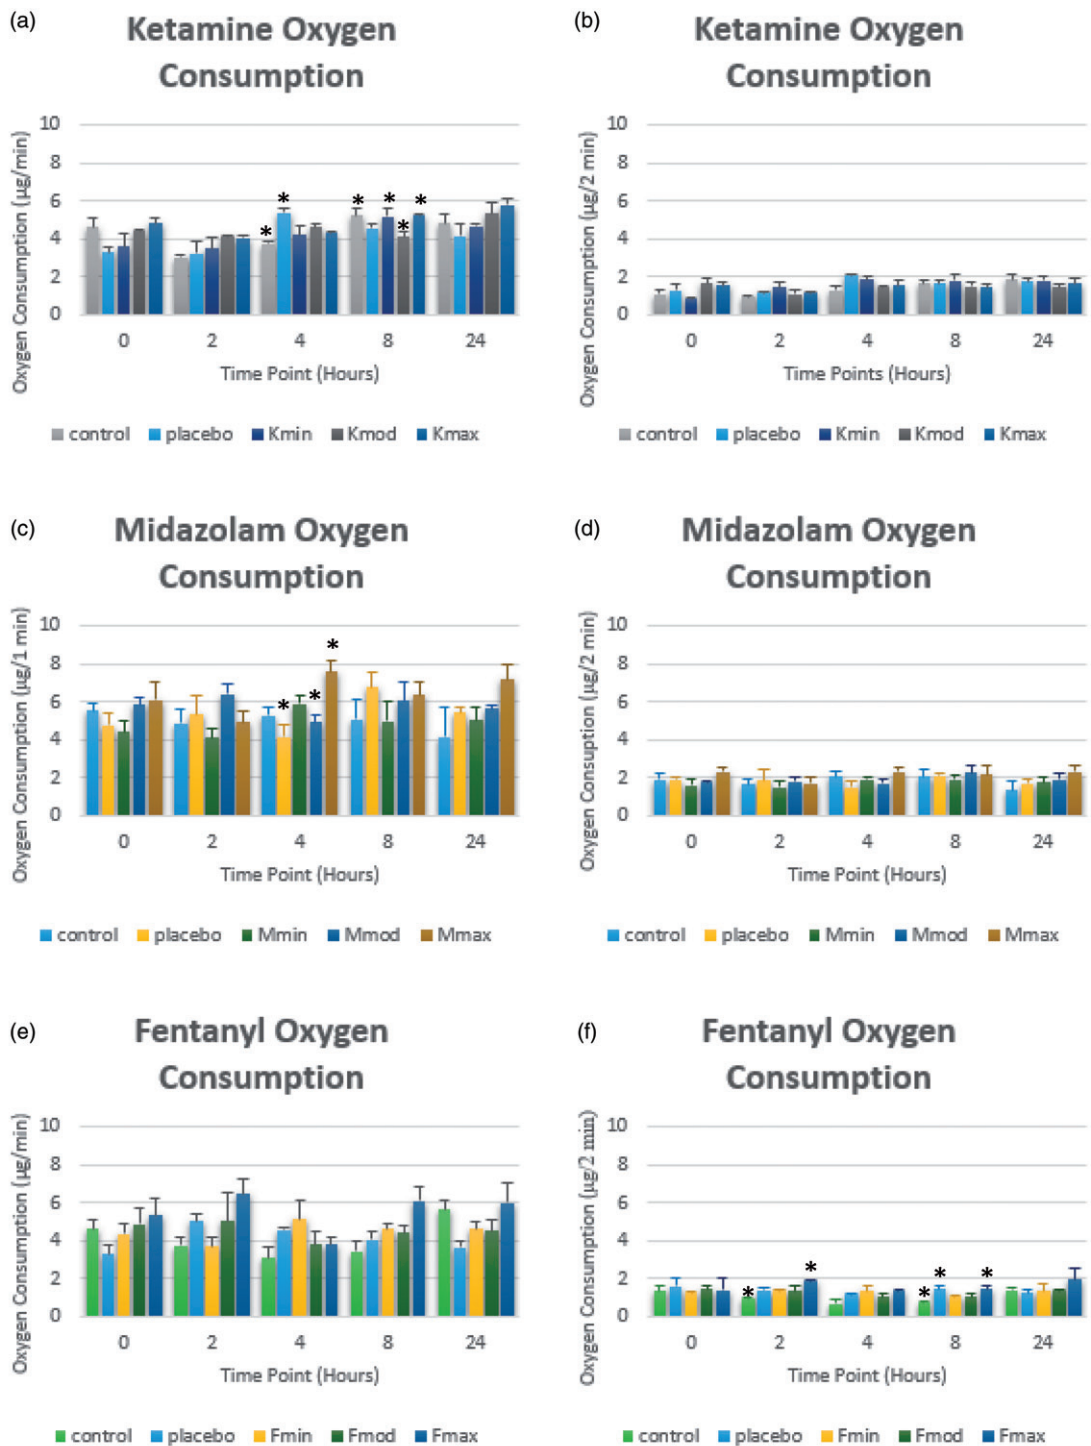 (a)
Ketamine Oxygen
Consumption
Oxygen Consumption (µg/min)
10
8
6
4
2
0
* * * * * *
0 2 4 8 24
Time Point (Hours)
control placebo Kmin Kmod Kmax
(b)
Ketamine Oxygen
Consumption
Oxygen Consumption (µg/2 min)
10
8
6
4
2
0
0 2 4 8 24
Time Points (Hours)
control placebo Kmin Kmod Kmax
(c)
Midazolam Oxygen
Consumption
Oxygen Consumption (µg/1 min)
10
8
6
4
2
0
* * *
0 2 4 8 24
Time Point (Hours)
control placebo Mmin Mmod Mmax
(d)
Midazolam Oxygen
Consumption
Oxygen Consuption (µg/2 min)
10
8
6
4
2
0
0 2 4 8 24
Time Point (Hours)
control placebo Mmin Mmod Mmax
(e)
Fentanyl Oxygen
Consumption
Oxygen Consumption (µg/min)
10
8
6
4
2
0
0 2 4 8 24
Time Point (Hours)
control placebo Fmin Fmod Fmax
(f)
Fentanyl Oxygen
Consumption
Oxygen Consumption (µg/2 min)
10
8
6
4
2
0
* * * * *
0 2 4 8 24
Time Point (Hours)
control placebo Fmin Fmod Fmax